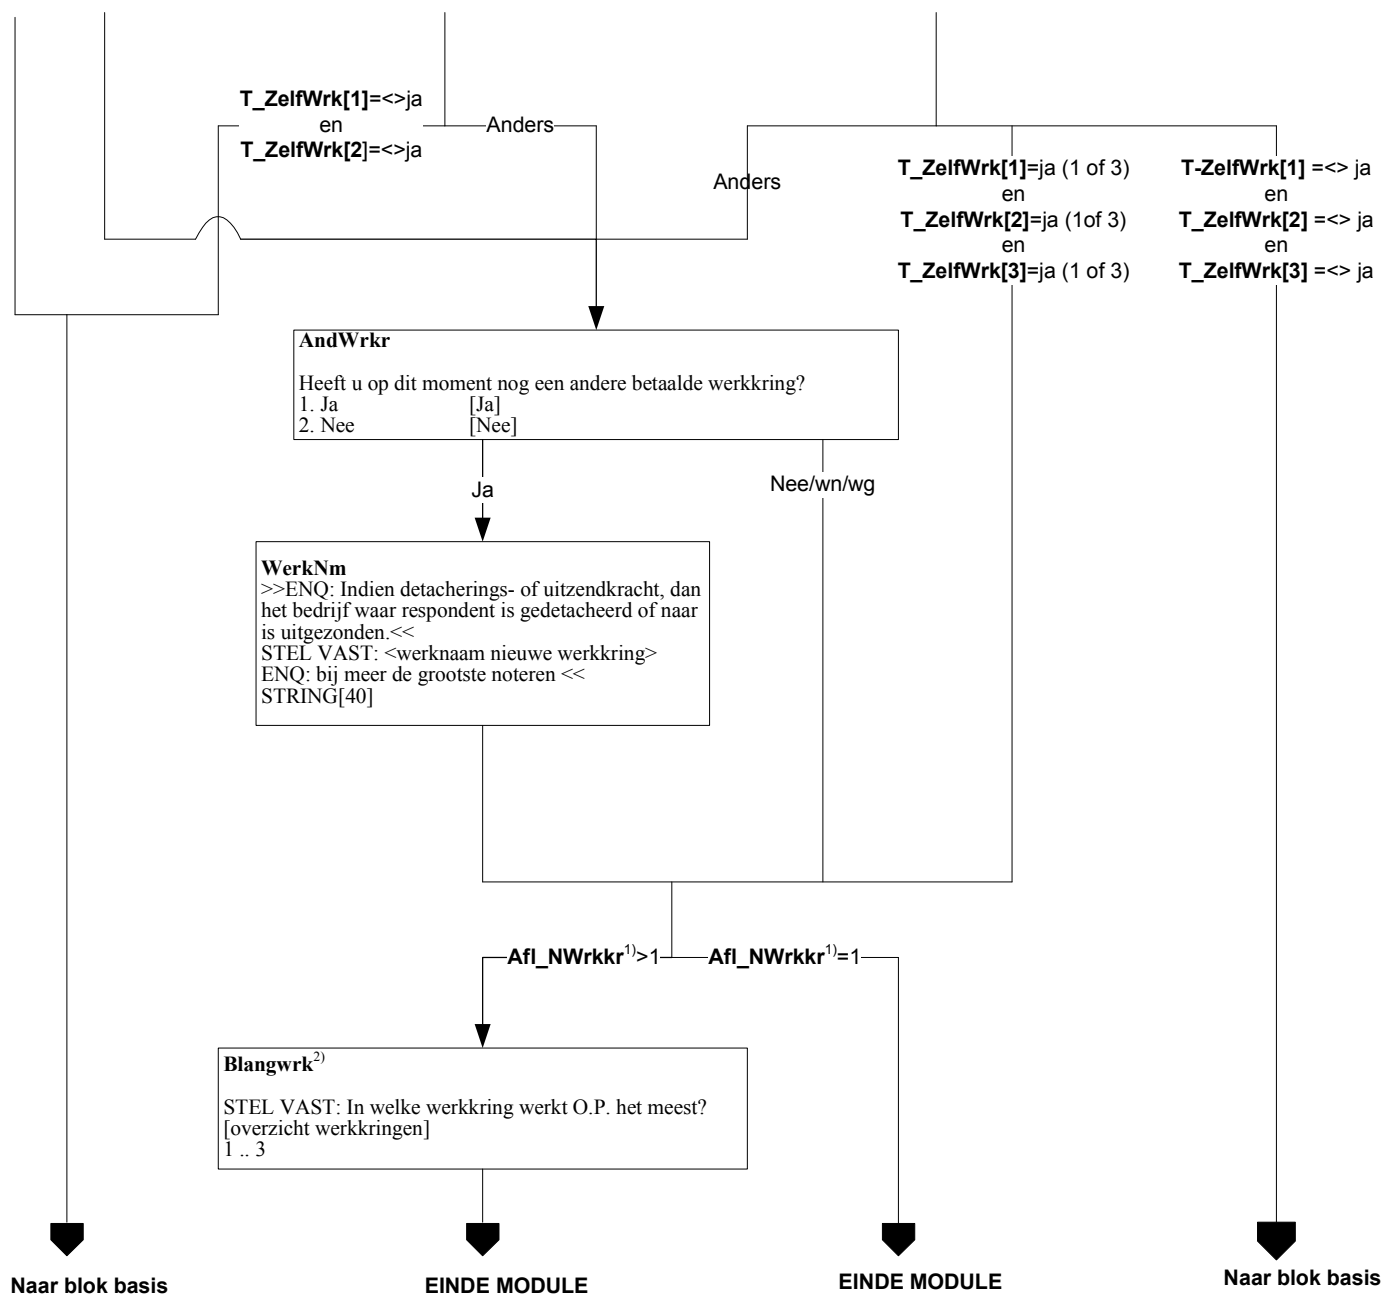 T_ZelfWrk[1]=<>ja
en
T_ZelfWrk[2]=<>ja
Anders
Anders
T_ZelfWrk[1]=ja (1 of 3)
en
T_ZelfWrk[2]=ja (1of 3)
en
T_ZelfWrk[3]=ja (1 of 3)
T-ZelfWrk[1] =<> ja
en
T_ZelfWrk[2] =<> ja
en
T_ZelfWrk[3] =<> ja
AndWrkr
Heeft u op dit moment nog een andere betaalde werkkring?
1. Ja [Ja]
2. Nee [Nee]
Ja
Nee/wn/wg
WerkNm
>>ENQ: Indien detacherings- of uitzendkracht, dan
het bedrijf waar respondent is gedetacheerd of naar
is uitgezonden.<<
STEL VAST: <werknaam nieuwe werkkring>
ENQ: bij meer de grootste noteren <<
STRING[40]
Afl_NWrkkr1)>1
Afl_NWrkkr1)=1
Blangwrk2)
STEL VAST: In welke werkkring werkt O.P. het meest?
[overzicht werkkringen]
1 .. 3
Naar blok basis
EINDE MODULE
EINDE MODULE
Naar blok basis